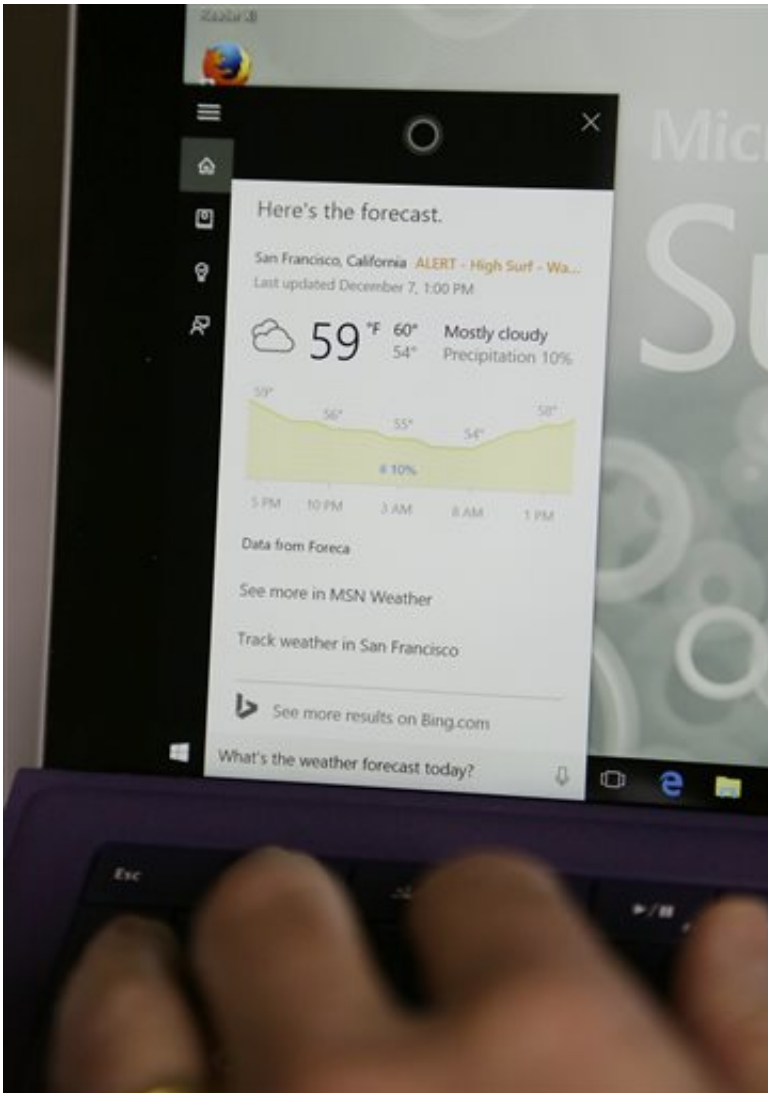 Mic
Su
Here's the forecast.
San Francisco, California ALERT - High Surf - Wa...
Last updated December 7, 1:00 PM
59 °F 60° 54° Mostly cloudy
Precipitation 10%
59° 56° 55° 54° 58°
10%
5 PM 10 PM 3 AM 8 AM 1 PM
Data from Foreca
See more in MSN Weather
Track weather in San Francisco
See more results on Bing.com
What's the weather forecast today?
Esc